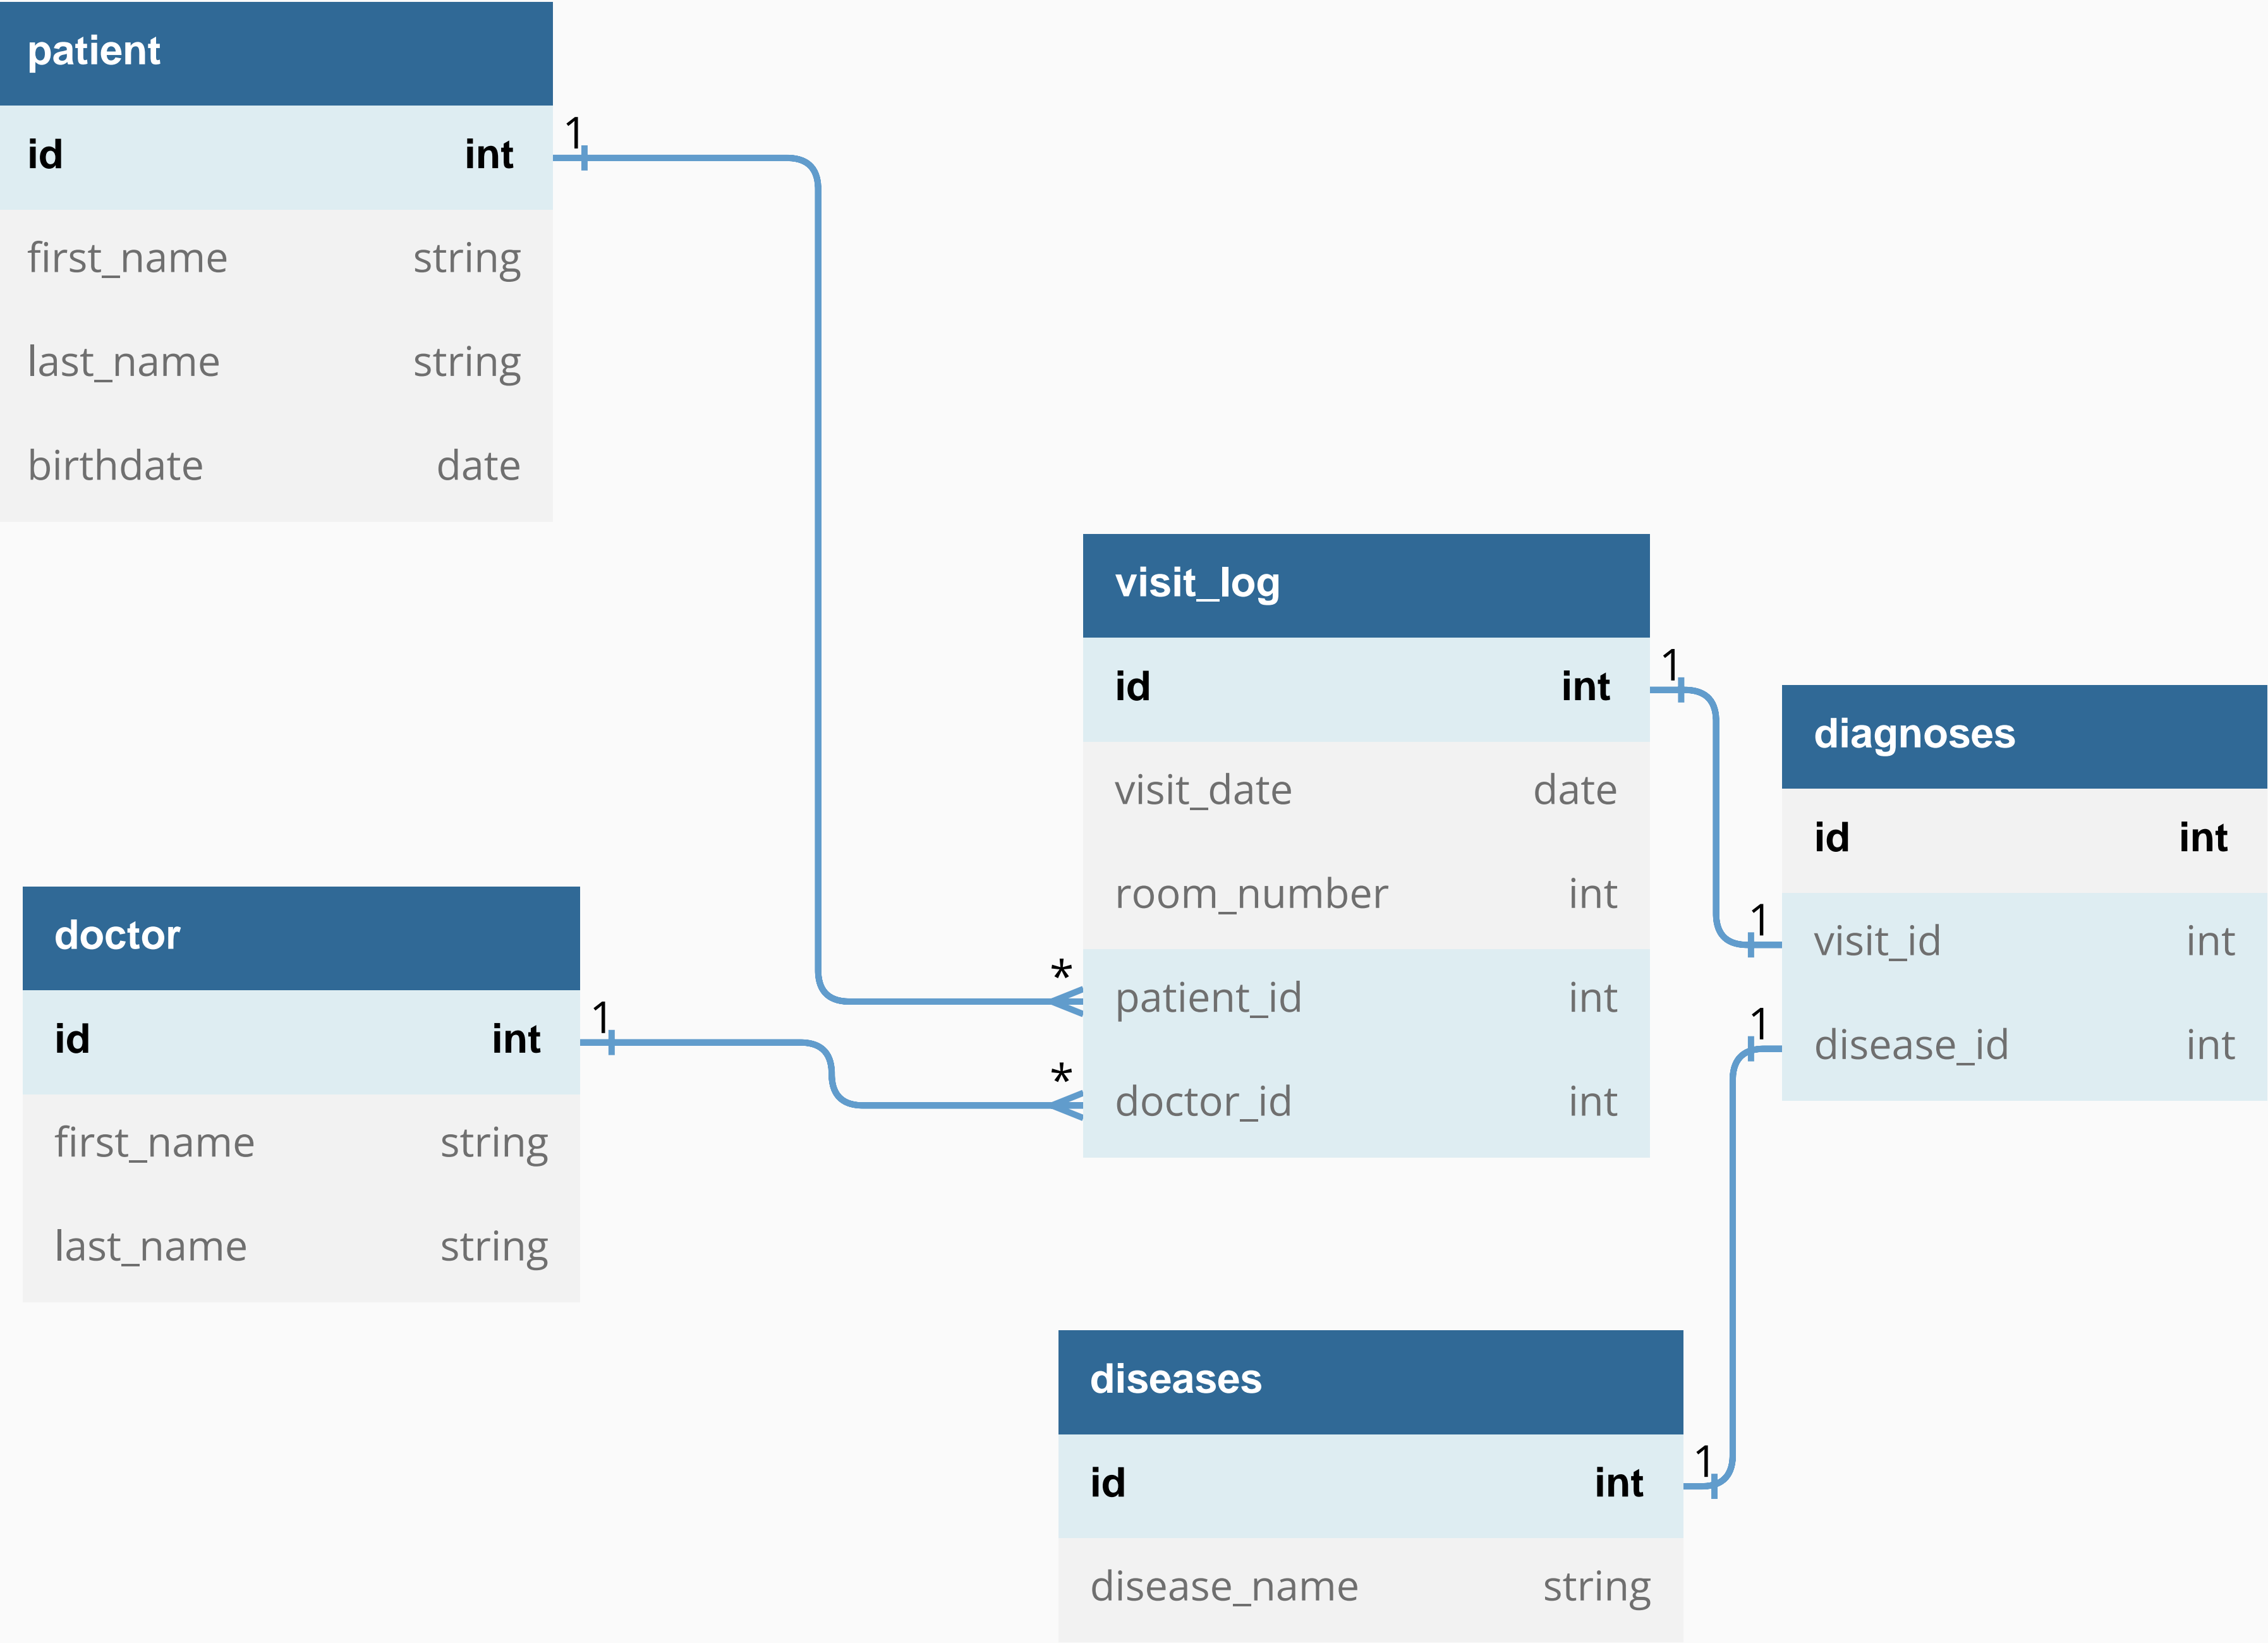 patient
id int
first_name string
last_name string
birthdate date
1
visit_log
id int
visit_date date
room_number int
patient_id int
doctor_id int
1
*
*
diagnoses
id int
visit_id int
disease_id int
1
1
doctor
id int
first_name string
last_name string
1
diseases
id int
disease_name string
1